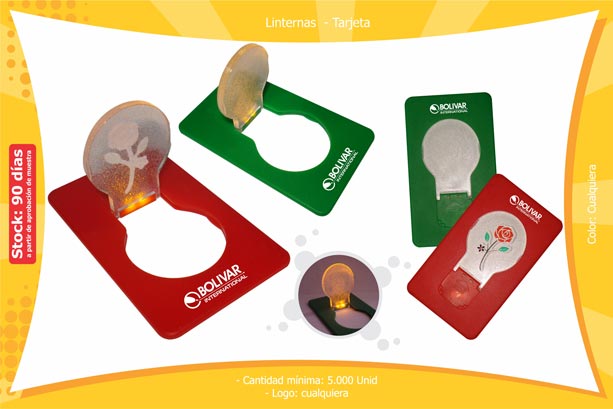 Linternas - Tarjeta
Stock: 90 días
a partir de aprobación de muestra
BOLIVAR
INTERNATIONAL
BOLIVAR
INTERNATIONAL
BOLIVAR
INTERNATIONAL
BOLIVAR
INTERNATIONAL
Color: Cualquiera
- Cantidad mínima: 5.000 Unid
- Logo: cualquiera